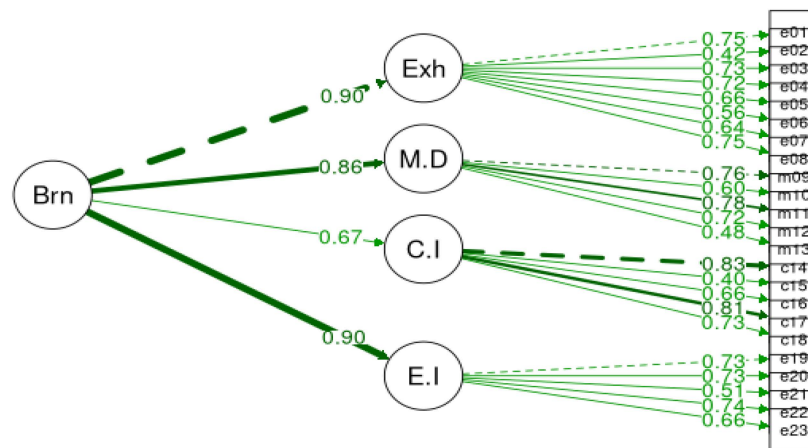 Brn
0.90
0.86
0.67
0.90
Exh
M.D
C.I
E.I
0.75
0.42
0.73
0.72
0.66
0.56
0.64
0.75
0.76
0.60
0.78
0.72
0.48
0.83
0.40
0.66
0.81
0.73
0.73
0.73
0.51
0.74
0.66
e01
e02
e03
e04
e05
e06
e07
e08
m09
m10
m11
m12
m13
c14
c15
c16
c17
c18
e19
e20
e21
e22
e23